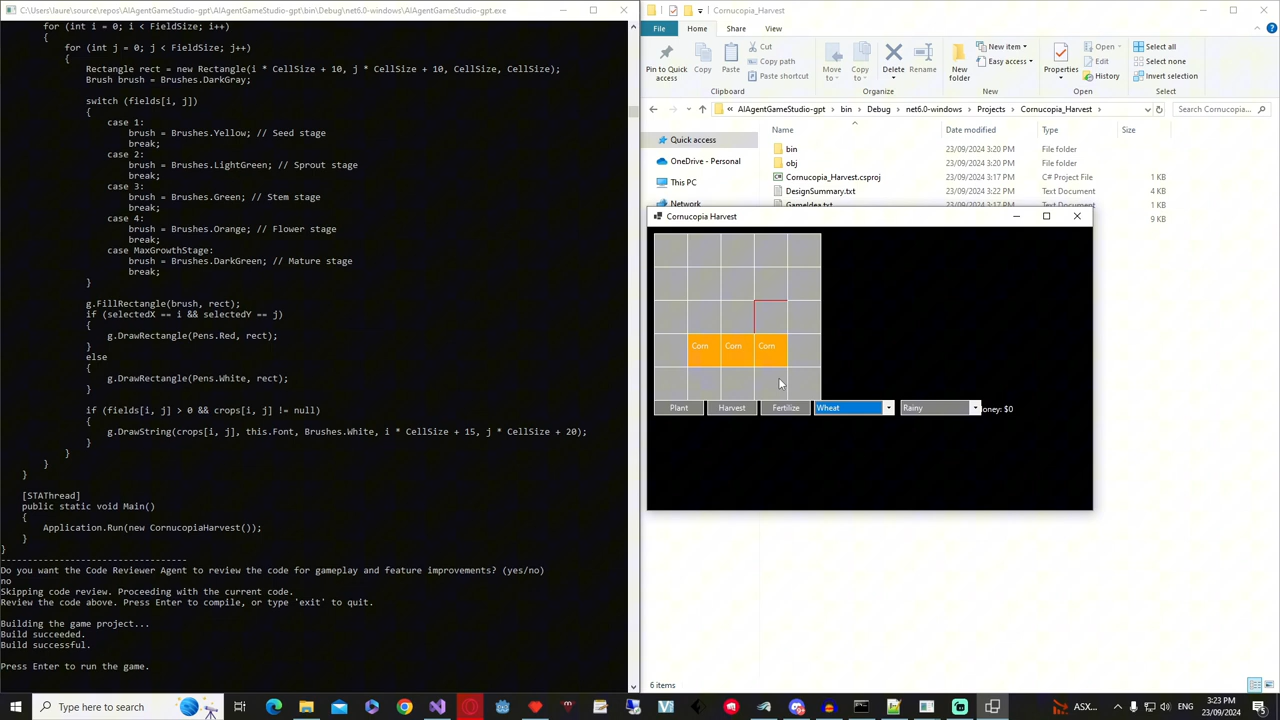 C:\Users\laure\source\repos\AIAgentGameStudio-gpt\AIAgentGameStudio-gpt\bin\Debug\net6.0-windows\AIAgentGameStudio-gpt.exe
for (int i = 0; i < FieldSize; i++)
{
for (int j = 0; j < FieldSize; j++)
{
Rectangle rect = new Rectangle(i * CellSize + 10, j * CellSize + 10, CellSize, CellSize);
Brush brush = Brushes.DarkGray;
switch (fields[i, j])
{
case 1:
brush = Brushes.Yellow; // Seed stage
break;
case 2:
brush = Brushes.LightGreen; // Sprout stage
break;
case 3:
brush = Brushes.Green; // Stem stage
break;
case 4:
brush = Brushes.Orange; // Flower stage
break;
case MaxGrowthStage:
brush = Brushes.DarkGreen; // Mature stage
break;
}
g.FillRectangle(brush, rect);
if (selectedX == i && selectedY == j)
{
g.DrawRectangle(Pens.Red, rect);
}
else
{
g.DrawRectangle(Pens.White, rect);
}
if (fields[i, j] > 0 && crops[i, j] != null)
{
g.DrawString(crops[i, j], this.Font, Brushes.White, i * CellSize + 15, j * CellSize + 20);
}
}
}
}
[STAThread]
public static void Main()
{
Application.Run(new CornucopiaHarvest());
}
}
----------------------------------
Do you want the Code Reviewer Agent to review the code for gameplay and feature improvements? (yes/no)
no
Skipping code review. Proceeding with the current code.
Review the code above. Press Enter to compile, or type 'exit' to quit.
Building the game project...
Build succeeded.
Build successful.
Press Enter to run the game.
Cornucopia_Harvest
File Home Share View
Pin to Quick access
Copy
Paste
Cut
Copy path
Paste shortcut
Clipboard
Move to
Copy to
Delete
Rename
Organize
New folder
New item
Easy access
New
Properties
Open
Edit
History
Open
Select all
Select none
Invert selection
Select
« AIAgentGameStudio-gpt > bin > Debug > net6.0-windows > Projects > Cornucopia_Harvest >
Search Cornucopia_Harvest
Quick access
OneDrive - Personal
This PC
Network
Name Date modified Type Size
bin 23/09/2024 3:20 PM File folder
obj 23/09/2024 3:20 PM File folder
Cornucopia_Harvest.csproj 23/09/2024 3:17 PM C# Project File 1 KB
DesignSummary.txt 23/09/2024 3:22 PM Text Document 4 KB
GameIdea.txt 23/09/2024 3:17 PM Text Document 1 KB
9 KB
Cornucopia Harvest
Corn Corn Corn
Plant Harvest Fertilize Wheat Rainy oney: $0
6 items
Type here to search
ASX...
ENG
3:23 PM
23/09/2024